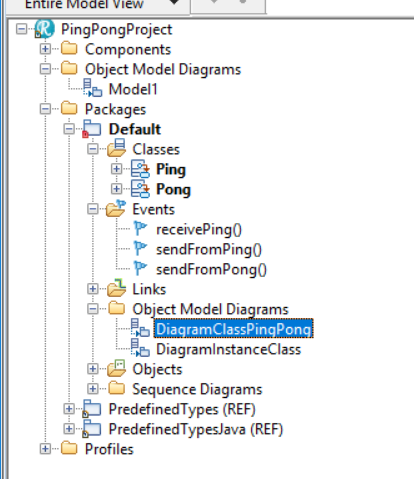 Entire Model View
PingPongProject
Components
Object Model Diagrams
Model1
Packages
Default
Classes
Ping
Pong
Events
receivePing()
sendFromPing()
sendFromPong()
Links
Object Model Diagrams
DiagramClassPingPong
DiagramInstanceClass
Objects
Sequence Diagrams
PredefinedTypes (REF)
PredefinedTypesJava (REF)
Profiles